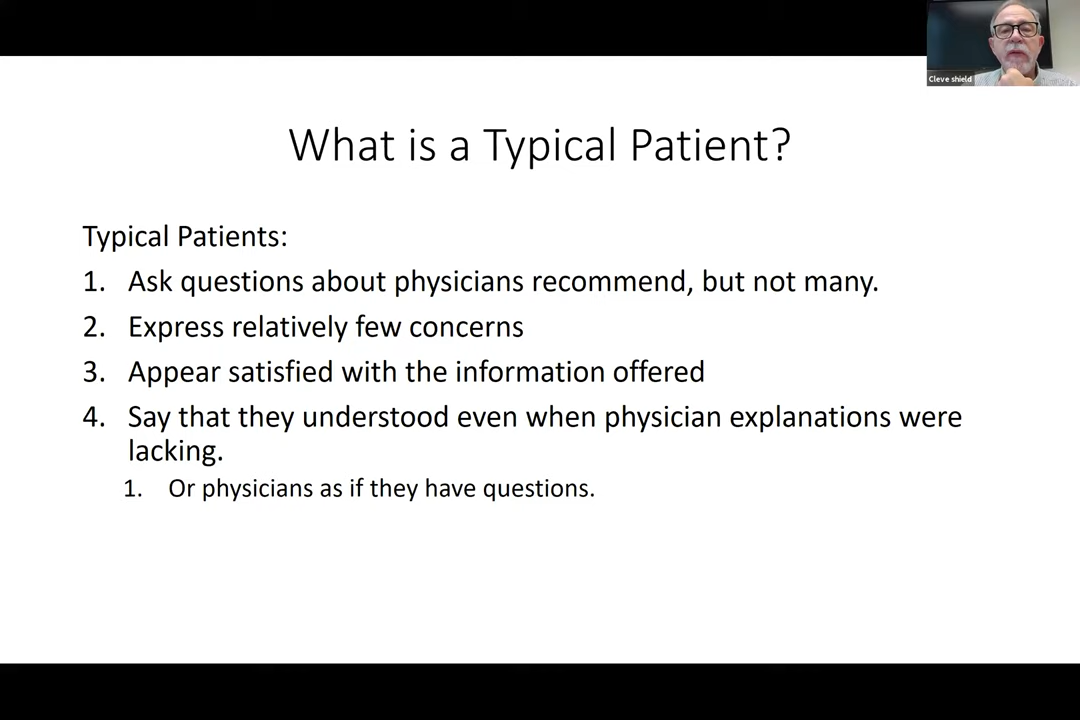 Cleve shield
What is a Typical Patient?
Typical Patients:
1. Ask questions about physicians recommend, but not many.
2. Express relatively few concerns
3. Appear satisfied with the information offered
4. Say that they understood even when physician explanations were
lacking.
1. Or physicians as if they have questions.